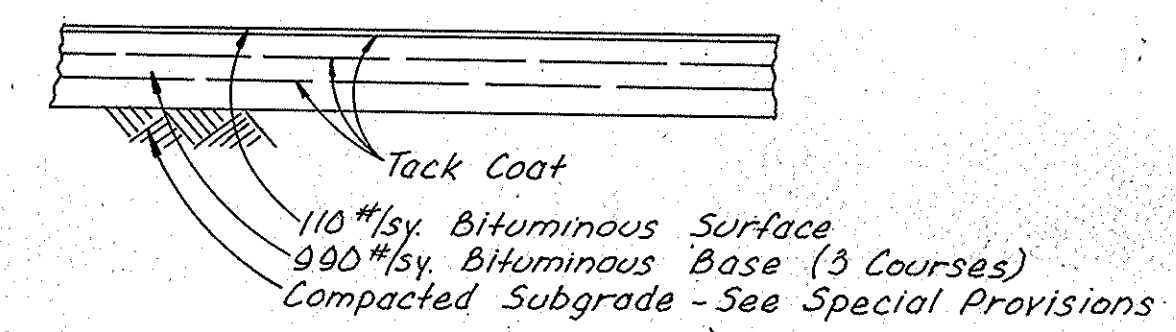 Tack Coat
110 #/sy. Bituminous Surface
990 #/sy. Bituminous Base (3 Courses)
Compacted Subgrade - See Special Provisions